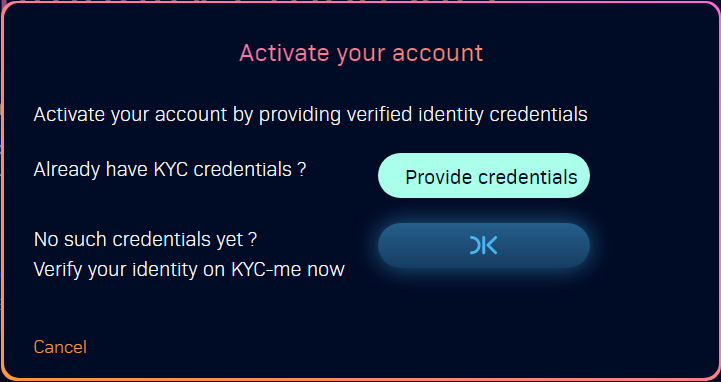 Activate your account
Activate your account by providing verified identity credentials
Already have KYC credentials ?
Provide credentials
No such credentials yet ?
Verify your identity on KYC-me now
Cancel